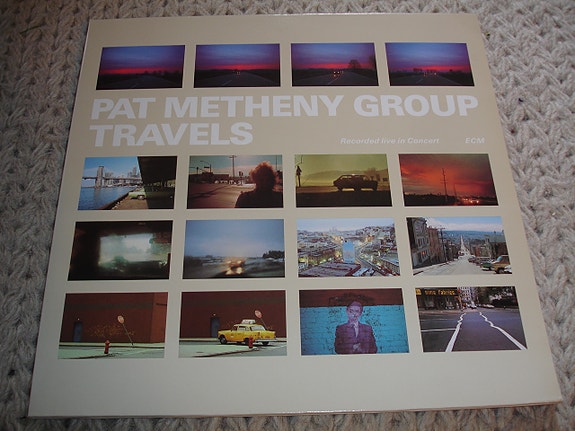 PAT METHENY GROUP
TRAVELS
Recorded live in Concert ECM